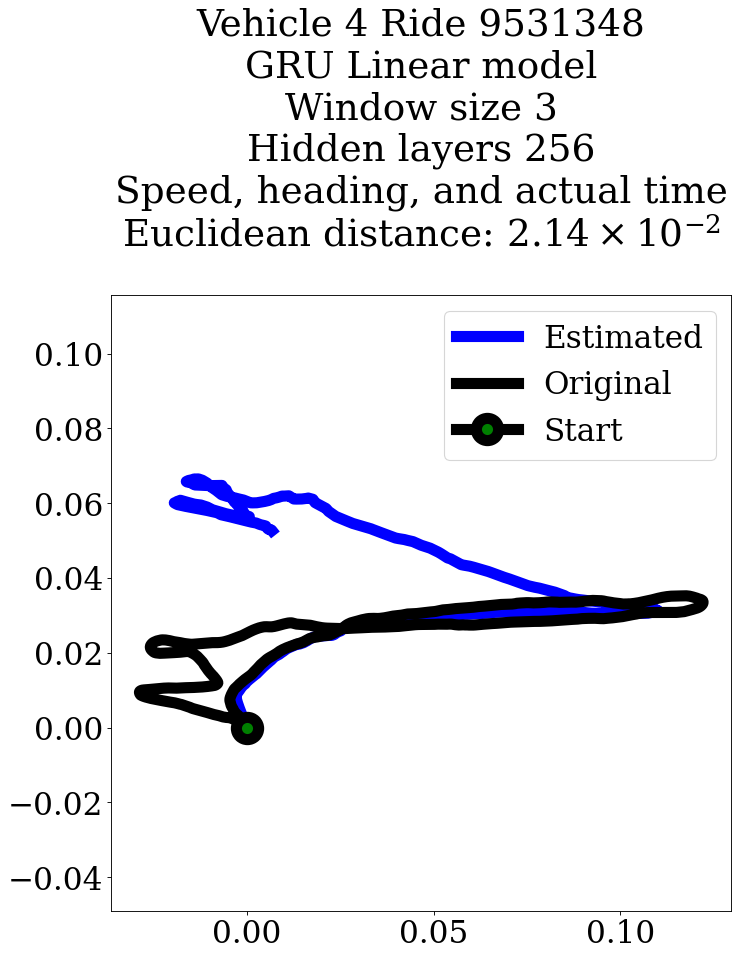 Vehicle 4 Ride 9531348
GRU Linear model
Window size 3
Hidden layers 256
Speed, heading, and actual time
Euclidean distance: 2.14 × 10⁻²
Estimated
Original
Start
0.10
0.08
0.06
0.04
0.02
0.00
−0.02
−0.04
0.00 0.05 0.10